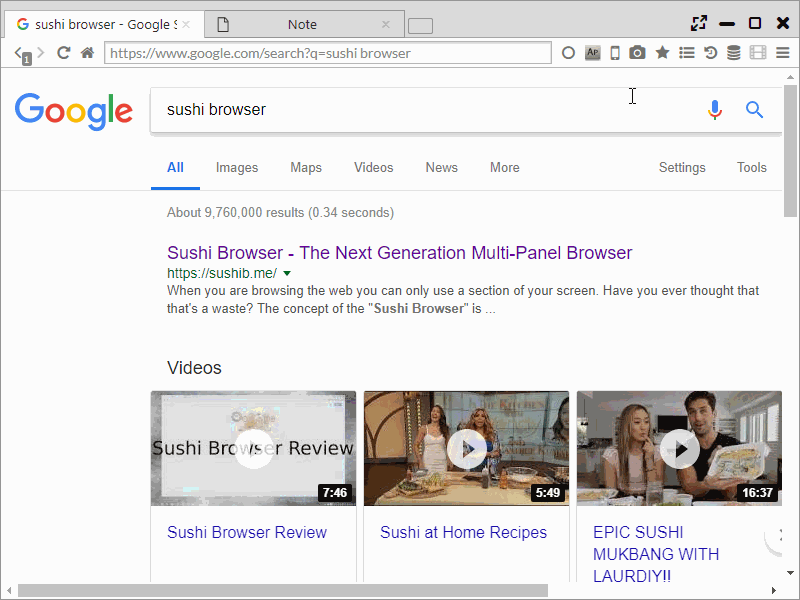 sushi browser - Google S
Note
1
https://www.google.com/search?q=sushi browser
AP
Google
sushi browser
All
Images
Maps
Videos
News
More
Settings
Tools
About 9,760,000 results (0.34 seconds)
Sushi Browser - The Next Generation Multi-Panel Browser
https://sushib.me/
When you are browsing the web you can only use a section of your screen. Have you ever thought that
that's a waste? The concept of the "Sushi Browser" is ...
Videos
Sushi Browser Review
7:46
5:49
16:37
Sushi Browser Review
Sushi at Home Recipes
EPIC SUSHI
MUKBANG WITH
LAURDIY!!